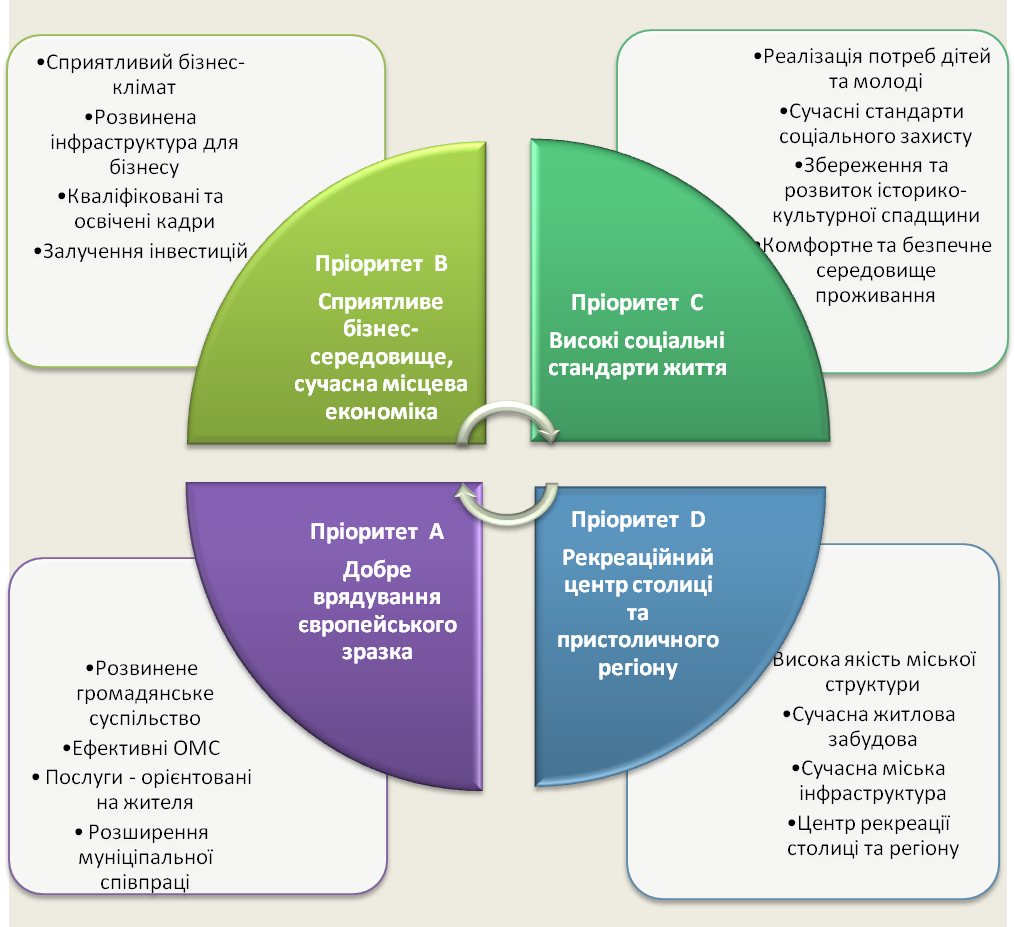 •Сприятливий бізнес-
клімат
•Розвинена
інфраструктура для
бізнесу
•Кваліфіковані та
освічені кадри
•Залучення інвестицій
Пріоритет В
Сприятливе
бізнес-
середовище,
сучасна місцева
економіка
•Реалізація потреб дітей
та молоді
•Сучасні стандарти
соціального захисту
•Збереження та
розвиток історико-
культурної спадщини
•Комфортне та безпечне
середовище
проживання
Пріоритет С
Високі соціальні
стандарти життя
Пріоритет А
Добре
врядування
європейського
зразка
•Розвинене
громадянське
суспільство
•Ефективні ОМС
• Послуги - орієнтовані
на жителя
• Розширення
муніципальної
співпраці
Пріоритет D
Рекреаційний
центр столиці
та
пристоличного
регіону
Висока якість міської
структури
•Сучасна житлова
забудова
•Сучасна міська
інфраструктура
•Центр рекреації
столиці та регіону